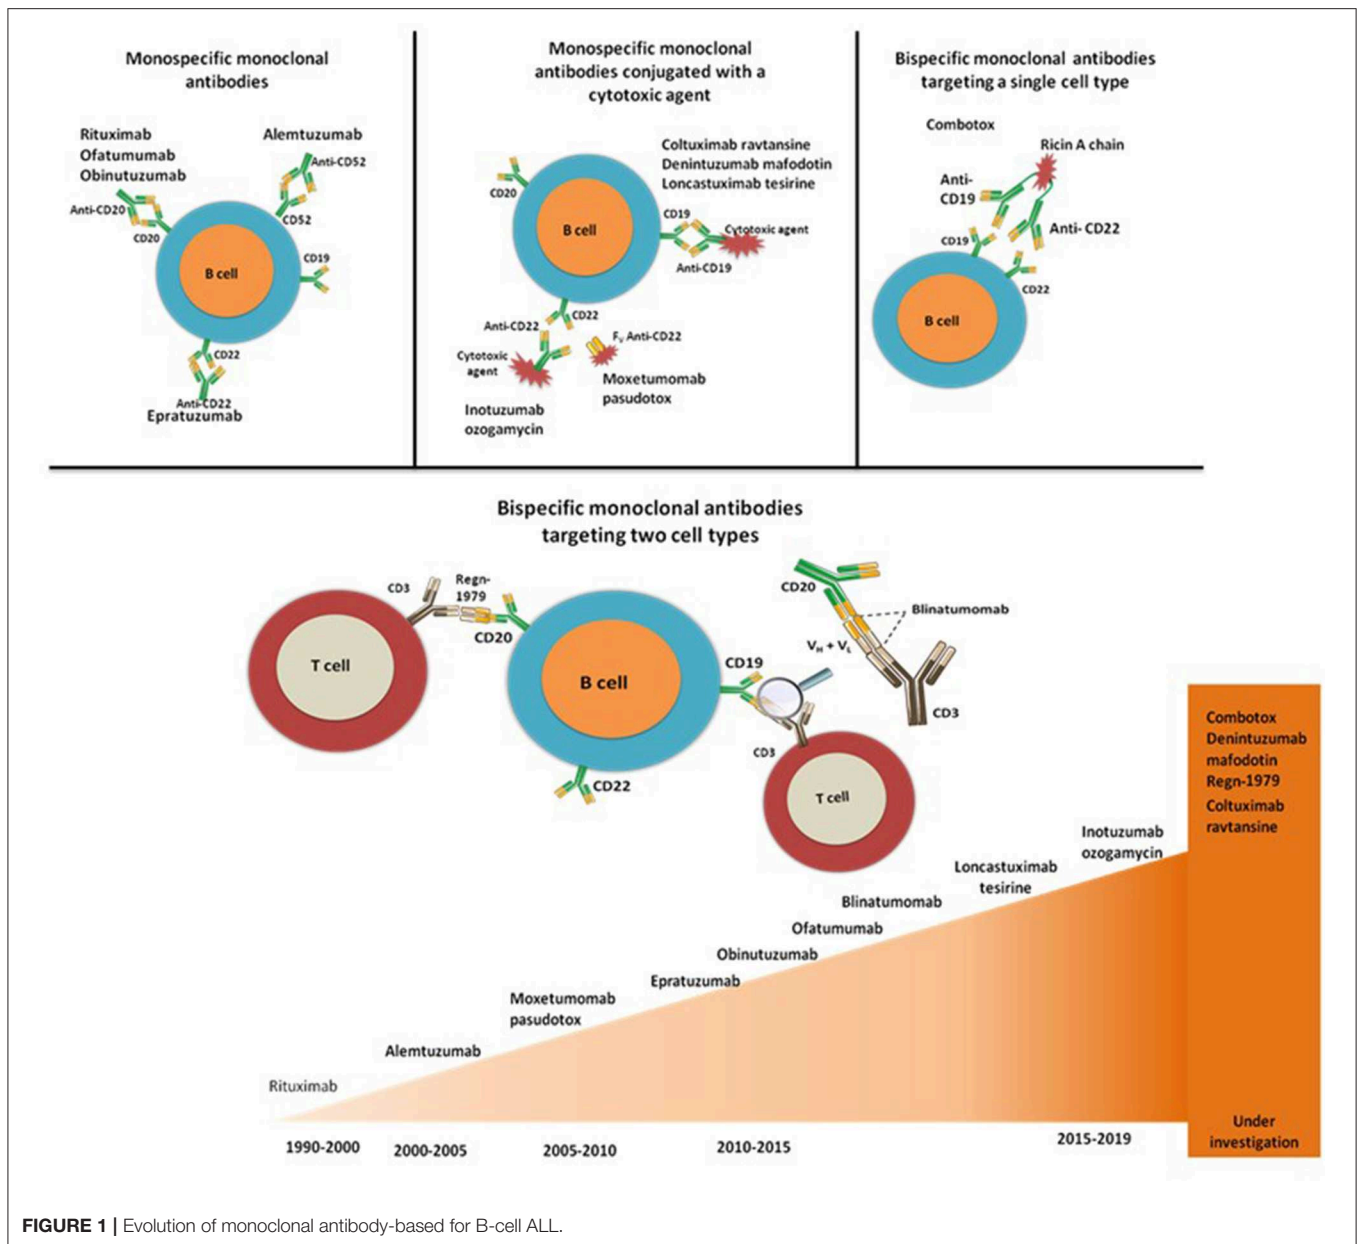 Monospecific monoclonal
antibodies
Rituximab
Ofatumumab
Obinutuzumab
Alemtuzumab
Anti-CD52
Anti-CD20
CD20
CD52
CD19
B cell
CD22
Anti-CD22
Epratuzumab
Monospecific monoclonal
antibodies conjugated with a
cytotoxic agent
Coltuximab ravtansine
Denintuzumab mafodotin
Loncastuximab tesirine
CD20
B cell
CD19
Cytotoxic agent
Anti-CD19
CD22
Anti-CD22
Fv Anti-CD22
Cytotoxic
agent
Moxetumomab
pasudotox
Inotuzumab
ozogamycin
Bispecific monoclonal antibodies
targeting a single cell type
Combotox
Ricin A chain
Anti-
CD19
Anti- CD22
CD19
CD22
B cell
Bispecific monoclonal antibodies
targeting two cell types
CD3
Regn-
1979
CD20
T cell
B cell
CD19
CD22
CD3
T cell
CD20
Blinatumomab
VH + VL
CD3
Combotox
Denintuzumab
mafodotin
Regn-1979
Coltuximab
ravtansine
Inotuzumab
ozogamycin
Loncastuximab
tesirine
Blinatumomab
Ofatumumab
Obinutuzumab
Epratuzumab
Moxetumomab
pasudotox
Alemtuzumab
Rituximab
Under
investigation
1990-2000
2000-2005
2005-2010
2010-2015
2015-2019
FIGURE 1 | Evolution of monoclonal antibody-based for B-cell ALL.